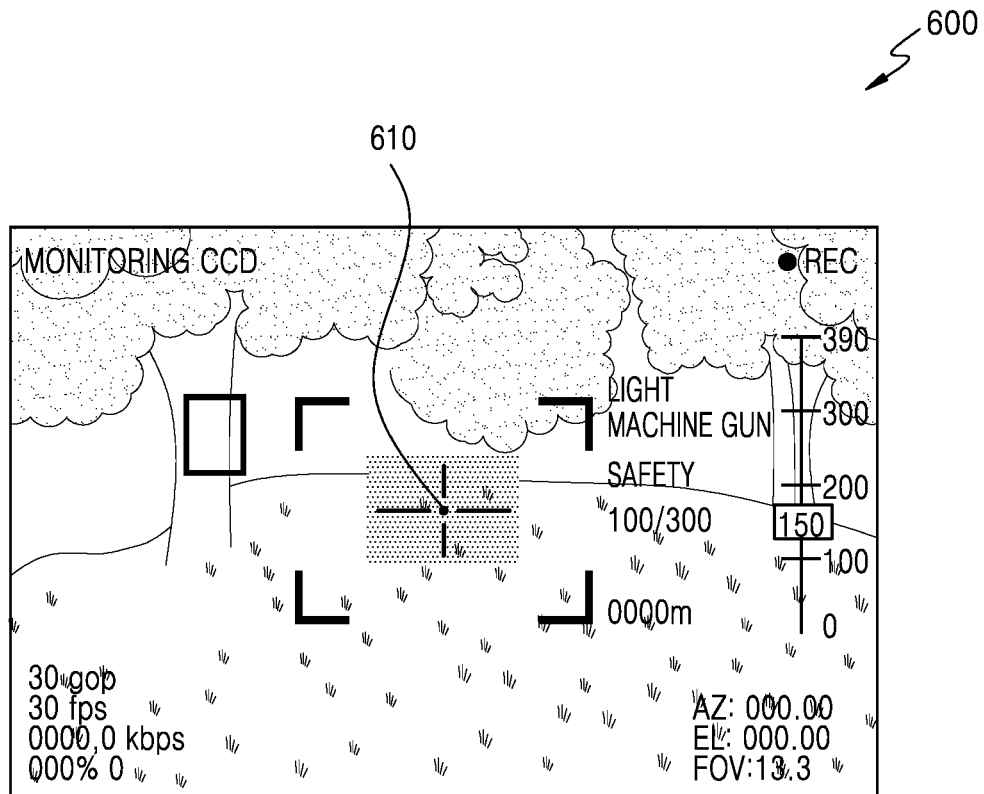 600
610
MONITORING CCD
REC
390
LIGHT
MACHINE GUN
300
SAFETY
200
100/300
150
100
0000m
0
30 gop
30 fps
0000,0 kbps
000% 0
AZ: 000.00
EL: 000.00
FOV:13.3